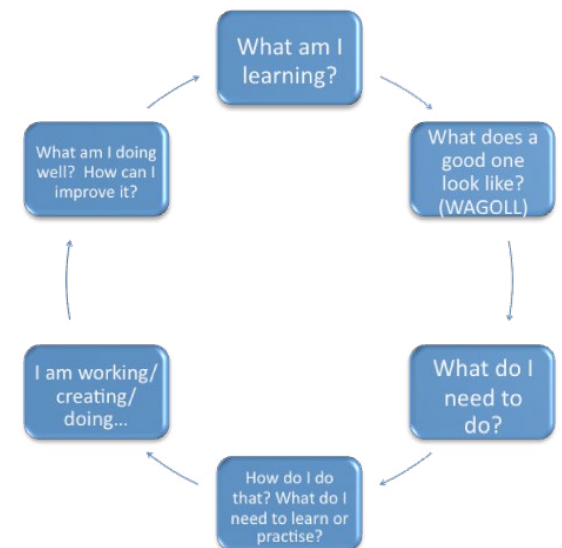 What am I
learning?
What does a
good one
look like?
(WAGOLL)
What do I
need to
do?
How do I do
that? What do I
need to learn or
practise?
I am working/
creating/
doing...
What am I doing
well?  How can I
improve it?